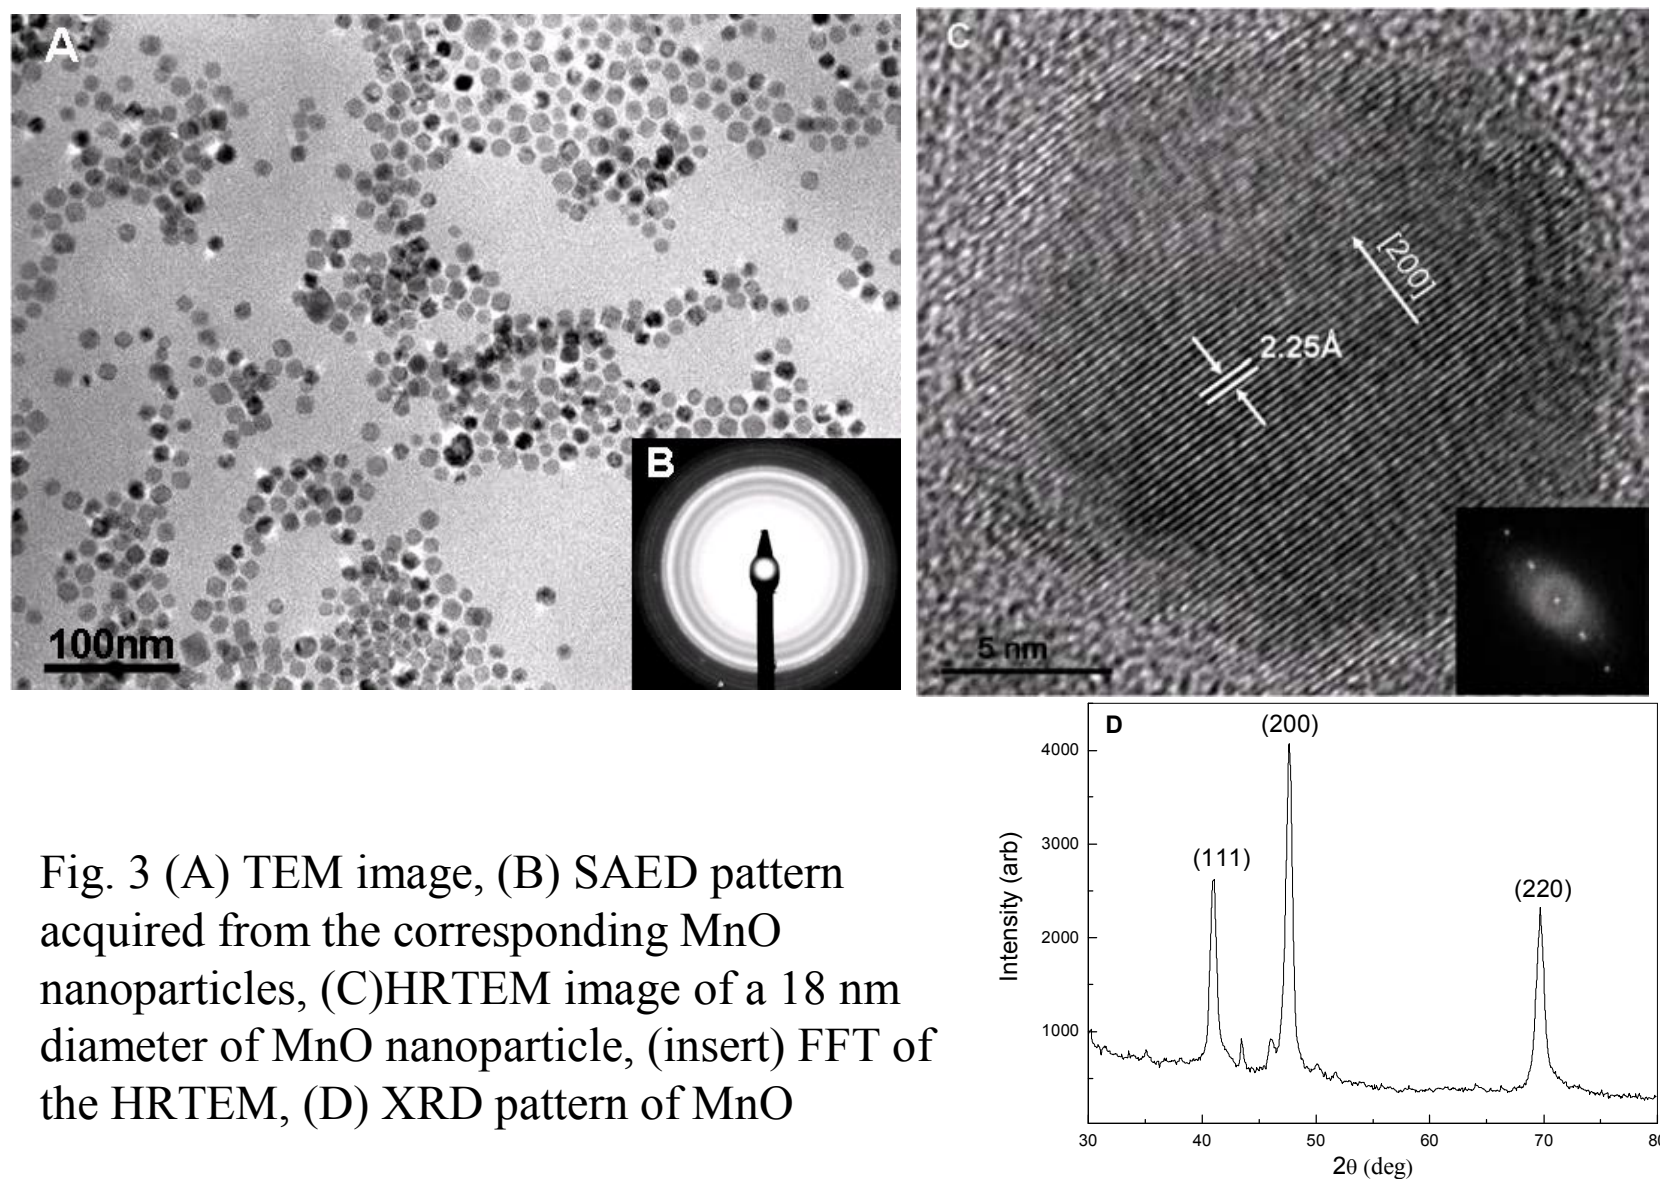 A
100nm
B
C
[200]
2.25Å
5 nm
D
(200)
(111)
(220)
4000
3000
2000
1000
Intensity (arb)
30 40 50 60 70 80
2θ (deg)
Fig. 3 (A) TEM image, (B) SAED pattern
acquired from the corresponding MnO
nanoparticles, (C)HRTEM image of a 18 nm
diameter of MnO nanoparticle, (insert) FFT of
the HRTEM, (D) XRD pattern of MnO